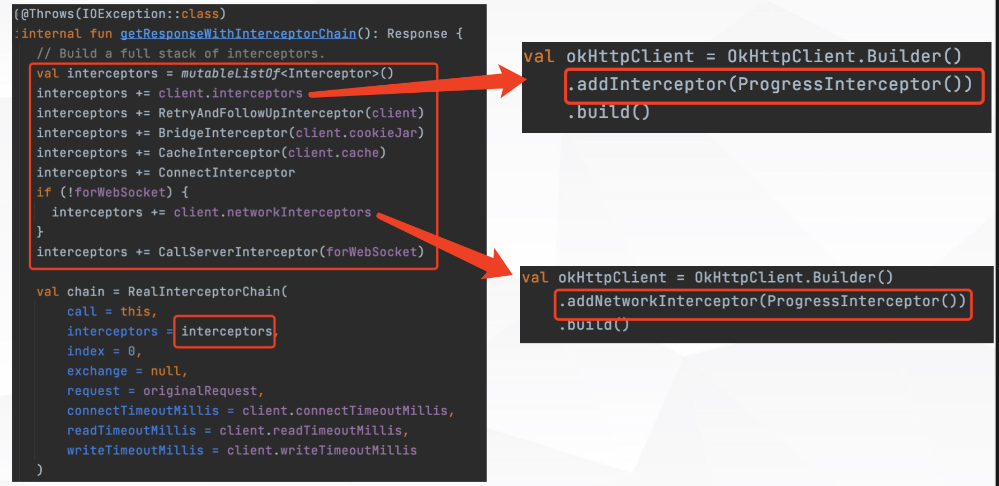 @Throws(IOException::class)
internal fun getResponseWithInterceptorChain(): Response {
// Build a full stack of interceptors.
val interceptors = mutableListOf<Interceptor>()
interceptors += client.interceptors
interceptors += RetryAndFollowUpInterceptor(client)
interceptors += BridgeInterceptor(client.cookieJar)
interceptors += CacheInterceptor(client.cache)
interceptors += ConnectInterceptor
if (!forWebSocket) {
interceptors += client.networkInterceptors
}
interceptors += CallServerInterceptor(forWebSocket)
val chain = RealInterceptorChain(
call = this,
interceptors = interceptors,
index = 0,
exchange = null,
request = originalRequest,
connectTimeoutMillis = client.connectTimeoutMillis,
readTimeoutMillis = client.readTimeoutMillis,
writeTimeoutMillis = client.writeTimeoutMillis
)
val okHttpClient = OkHttpClient.Builder()
.addInterceptor(ProgressInterceptor())
.build()
val okHttpClient = OkHttpClient.Builder()
.addNetworkInterceptor(ProgressInterceptor())
.build()